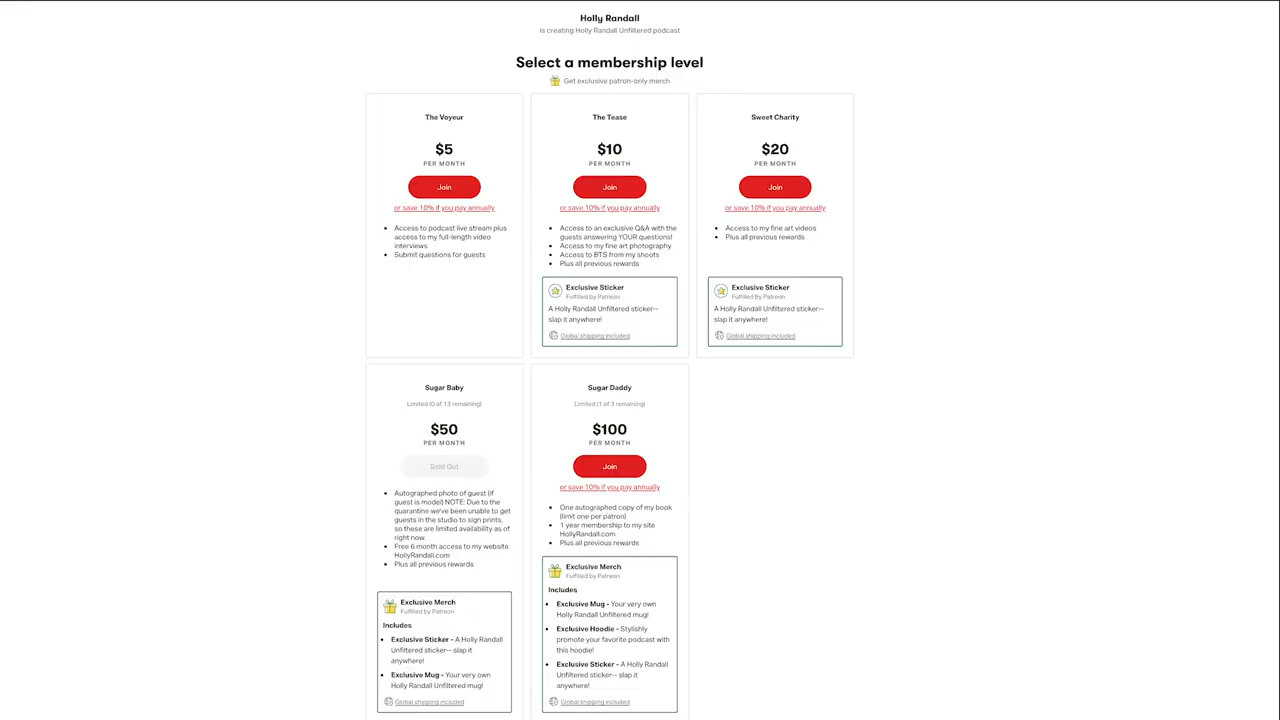 Holly Randall
is creating Holly Randall Unfiltered podcast
Select a membership level
Get exclusive patron-only merch
The Voyeur
$5
PER MONTH
Join
or save 10% if you pay annually
Access to podcast live stream plus
access to my full-length video
interviews
Submit questions for guests
The Tease
$10
PER MONTH
Join
or save 10% if you pay annually
Access to an exclusive Q&A with the
guests answering YOUR questions!
Access to my fine art photography
Access to BTS from my shoots
Plus all previous rewards
Exclusive Sticker
Fulfilled by Patreon
A Holly Randall Unfiltered sticker--
slap it anywhere!
Global shipping included
Sweet Charity
$20
PER MONTH
Join
or save 10% if you pay annually
Access to my fine art videos
Plus all previous rewards
Exclusive Sticker
Fulfilled by Patreon
A Holly Randall Unfiltered sticker--
slap it anywhere!
Global shipping included
Sugar Baby
Limited (0 of 13 remaining)
$50
PER MONTH
Sold Out
Autographed photo of guest (if
guest is model) NOTE: Due to the
quarantine we've been unable to get
guests in the studio to sign prints,
so these are limited availability as of
right now.
Free 6 month access to my website
HollyRandall.com
Plus all previous rewards
Exclusive Merch
Fulfilled by Patreon
Includes
Exclusive Sticker - A Holly Randall
Unfiltered sticker-- slap it
anywhere!
Exclusive Mug - Your very own
Holly Randall Unfiltered mug!
Global shipping included
Sugar Daddy
Limited (1 of 3 remaining)
$100
PER MONTH
Join
or save 10% if you pay annually
One autographed copy of my book
(limit one per patron)
1 year membership to my site
HollyRandall.com
Plus all previous rewards
Exclusive Merch
Fulfilled by Patreon
Includes
Exclusive Mug - Your very own
Holly Randall Unfiltered mug!
Exclusive Hoodie - Stylishly
promote your favorite podcast with
this hoodie!
Exclusive Sticker - A Holly Randall
Unfiltered sticker-- slap it
anywhere!
Global shipping included